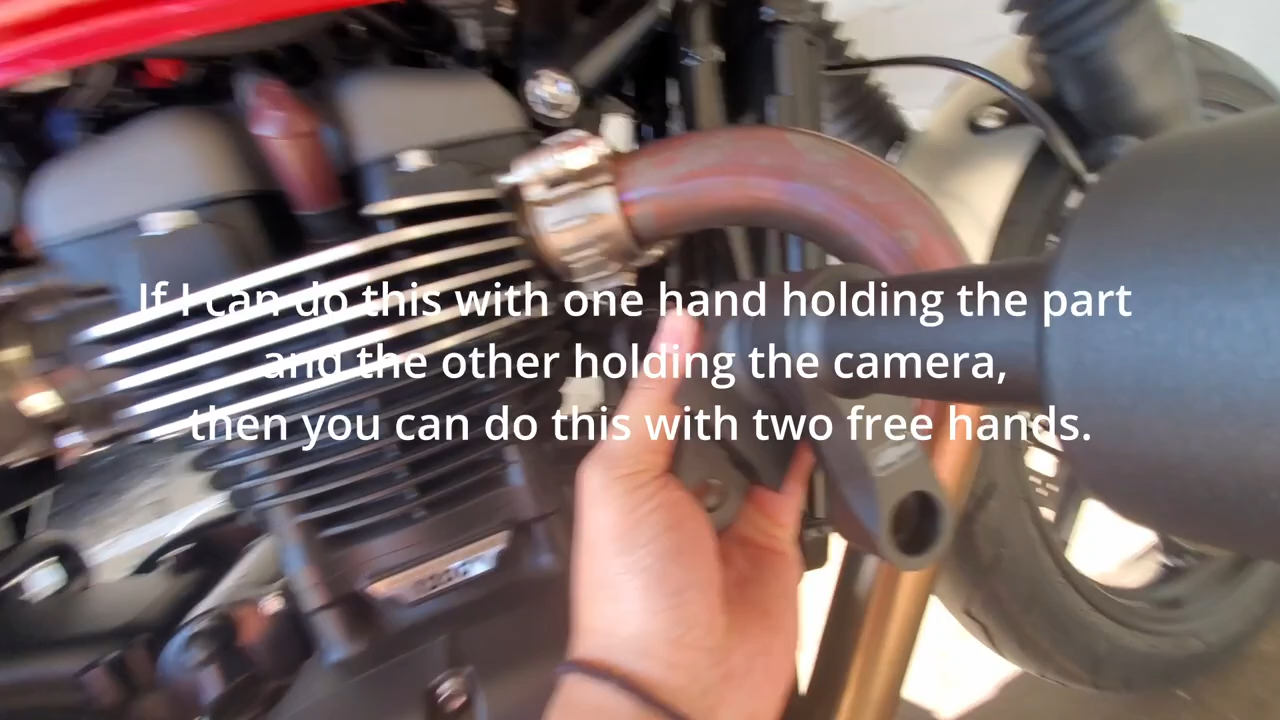 If I can do this with one hand holding the part
and the other holding the camera,
then you can do this with two free hands.